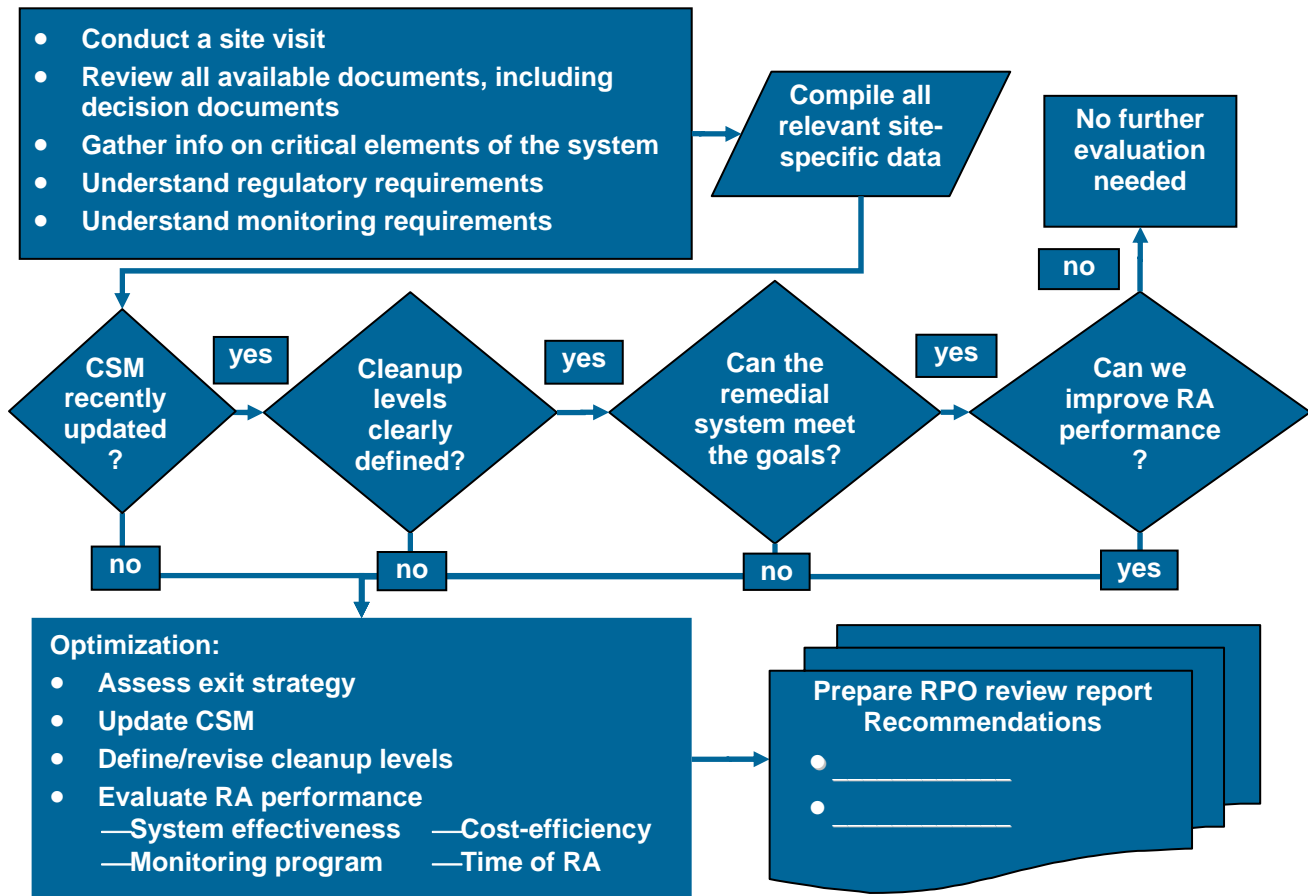 • Conduct a site visit
• Review all available documents, including
decision documents
• Gather info on critical elements of the system
• Understand regulatory requirements
• Understand monitoring requirements
Compile all
relevant site-
specific data
No further
evaluation
needed
no
CSM
recently
updated
?
yes
Cleanup
levels
clearly
defined?
yes
Can the
remedial
system meet
the goals?
yes
Can we
improve RA
performance
?
no
no
no
yes
Optimization:
• Assess exit strategy
• Update CSM
• Define/revise cleanup levels
• Evaluate RA performance
—System effectiveness —Cost-efficiency
—Monitoring program —Time of RA
Prepare RPO review report
Recommendations
• ______________
• ______________